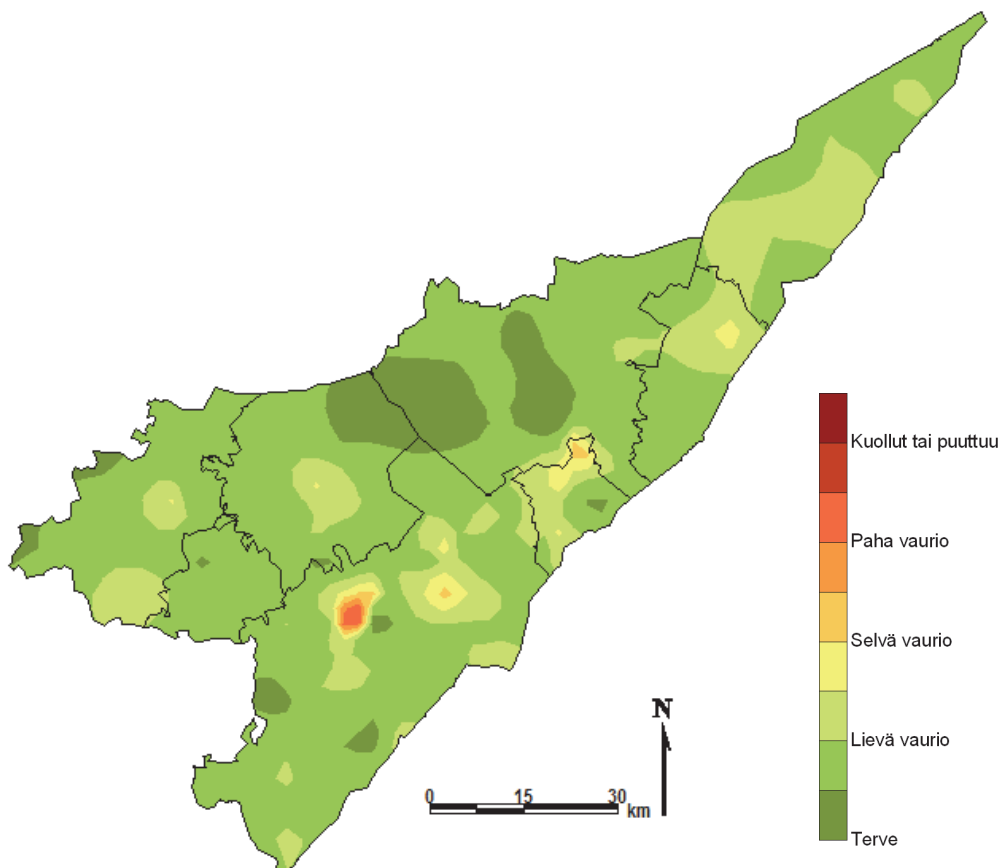 Kuollut tai puuttuu
Paha vaurio
Selvä vaurio
Lievä vaurio
Terve
N
0 15 30
km